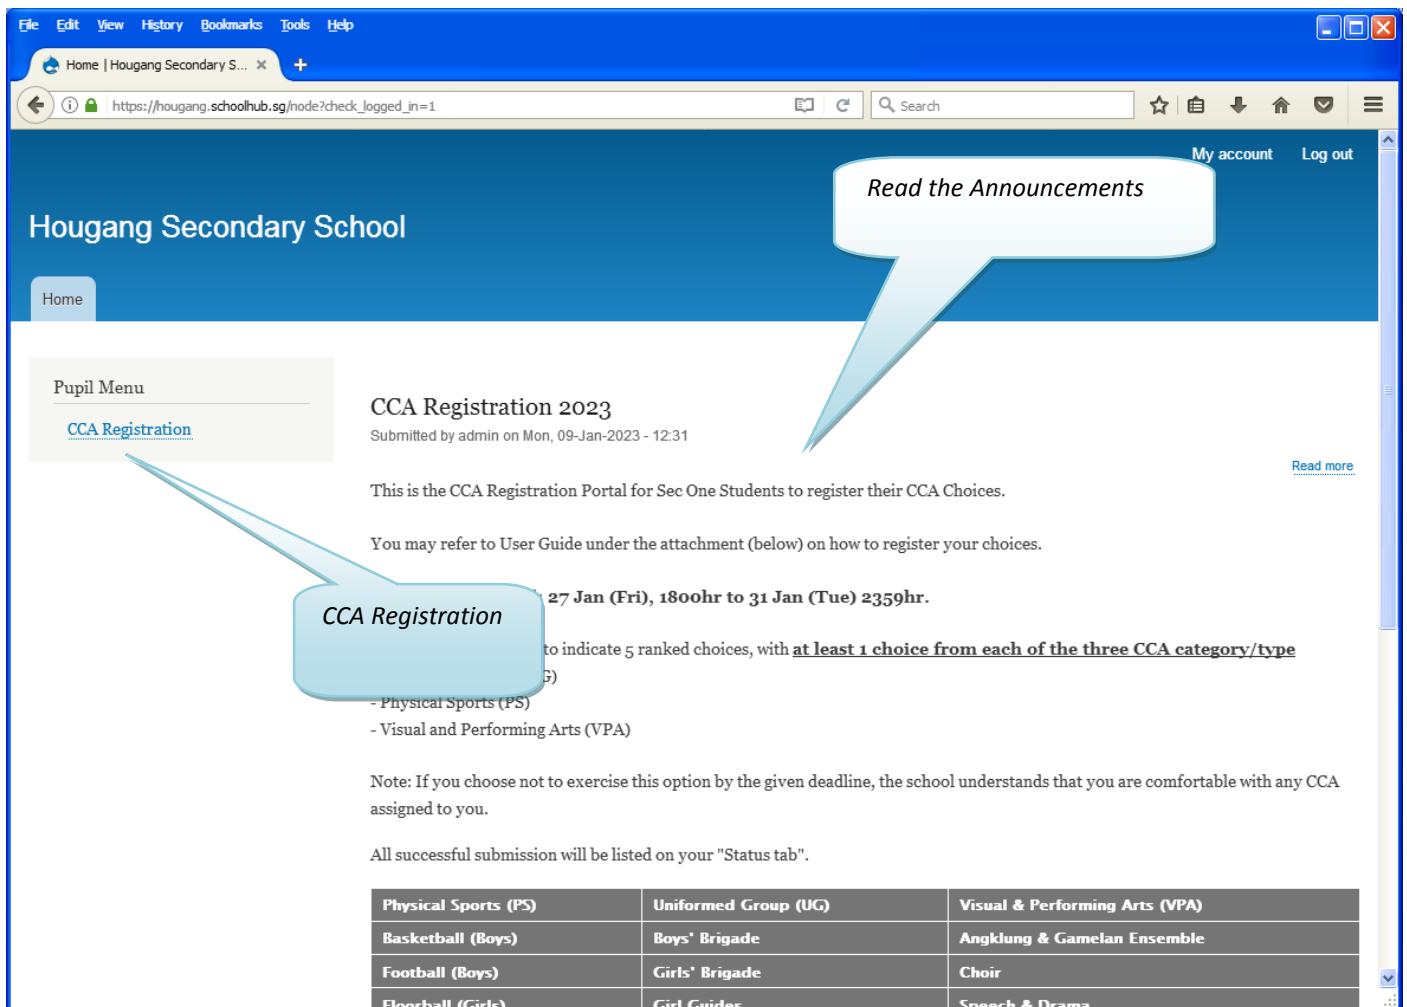 File Edit View History Bookmarks Tools Help
Home | Hougang Secondary S...
https://hougang.schoolhub.sg/node?check_logged_in=1
Search
My account Log out
Read the Announcements
Hougang Secondary School
Home
Pupil Menu
CCA Registration
CCA Registration 2023
Submitted by admin on Mon, 09-Jan-2023 - 12:31
Read more
This is the CCA Registration Portal for Sec One Students to register their CCA Choices.
You may refer to User Guide under the attachment (below) on how to register your choices.
27 Jan (Fri), 1800hr to 31 Jan (Tue) 2359hr.
CCA Registration
to indicate 5 ranked choices, with at least 1 choice from each of the three CCA category/type
- Physical Sports (PS)
- Visual and Performing Arts (VPA)
Note: If you choose not to exercise this option by the given deadline, the school understands that you are comfortable with any CCA
assigned to you.
All successful submission will be listed on your "Status tab".
Physical Sports (PS) Uniformed Group (UG) Visual & Performing Arts (VPA)
Basketball (Boys) Boys' Brigade Angklung & Gamelan Ensemble
Football (Boys) Girls' Brigade Choir
Floorball (Girls) Girl Guides Speech & Drama